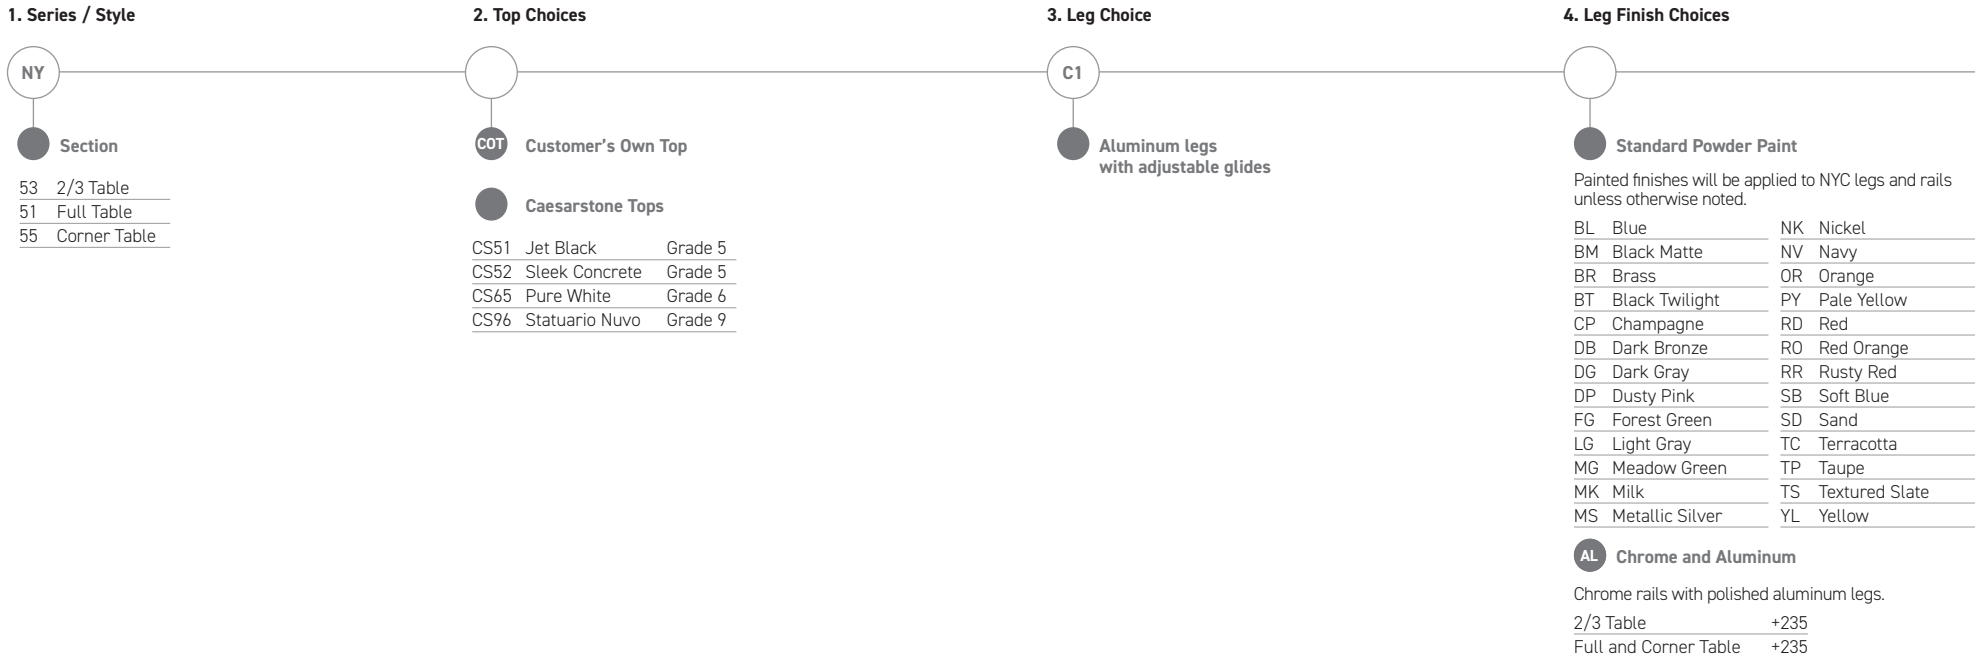 1. Series / Style
NY
Section
53 2/3 Table
51 Full Table
55 Corner Table
2. Top Choices
COT Customer's Own Top
Caesarstone Tops
CS51 Jet Black Grade 5
CS52 Sleek Concrete Grade 5
CS65 Pure White Grade 6
CS96 Statuario Nuvo Grade 9
3. Leg Choice
C1
Aluminum legs
with adjustable glides
4. Leg Finish Choices
Standard Powder Paint
Painted finishes will be applied to NYC legs and rails
unless otherwise noted.
BL Blue
BM Black Matte
BR Brass
BT Black Twilight
CP Champagne
DB Dark Bronze
DG Dark Gray
DP Dusty Pink
FG Forest Green
LG Light Gray
MG Meadow Green
MK Milk
MS Metallic Silver
NK Nickel
NV Navy
OR Orange
PY Pale Yellow
RD Red
RO Red Orange
RR Rusty Red
SB Soft Blue
SD Sand
TC Terracotta
TP Taupe
TS Textured Slate
YL Yellow
AL Chrome and Aluminum
Chrome rails with polished aluminum legs.
2/3 Table +235
Full and Corner Table +235